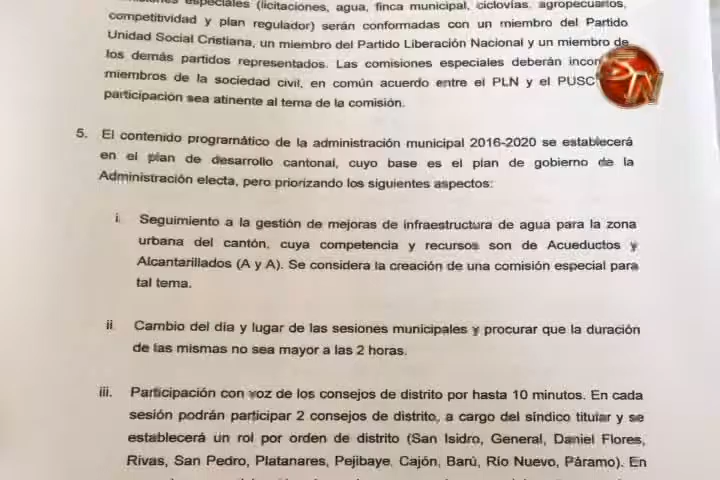 especiales (licitaciones, agua, finca municipal, ciclovías, agropecuarios,
competitividad y plan regulador) serán conformadas con un miembro del Partido
Unidad Social Cristiana, un miembro del Partido Liberación Nacional y un miembro de
los demás partidos representados. Las comisiones especiales deberán incor
miembros de la sociedad civil, en común acuerdo entre el PLN y el PUSC
participación sea atinente al tema de la comisión.
5. El contenido programático de la administración municipal 2016-2020 se establecerá
en el plan de desarrollo cantonal, cuyo base es el plan de gobierno de la
Administración electa, pero priorizando los siguientes aspectos:
i. Seguimiento a la gestión de mejoras de infraestructura de agua para la zona
urbana del cantón, cuya competencia y recursos son de Acueductos y
Alcantarillados (A y A). Se considera la creación de una comisión especial para
tal tema.
ii. Cambio del día y lugar de las sesiones municipales y procurar que la duración
de las mismas no sea mayor a las 2 horas.
iii. Participación con voz de los consejos de distrito por hasta 10 minutos. En cada
sesión podrán participar 2 consejos de distrito, a cargo del síndico titular y se
establecerá un rol por orden de distrito (San Isidro, General, Daniel Flores,
Rivas, San Pedro, Platanares, Pejibaye, Cajón, Barú, Río Nuevo, Páramo). En